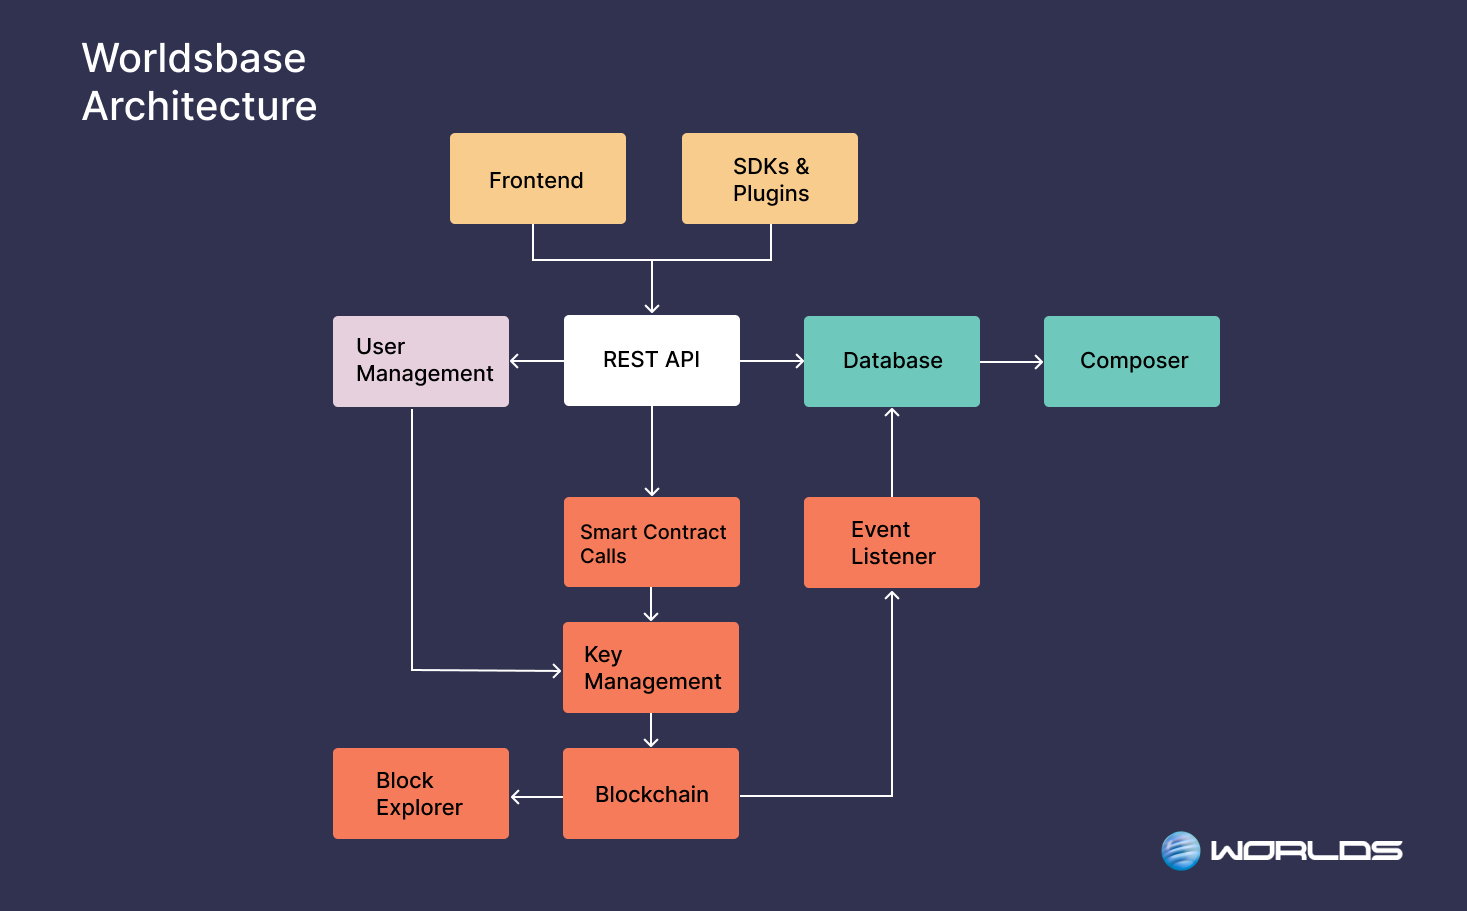 Worldsbase
Architecture
Frontend
SDKs &
Plugins
User
Management
REST API
Database
Composer
Smart Contract
Calls
Event
Listener
Key
Management
Block
Explorer
Blockchain
WORLDS